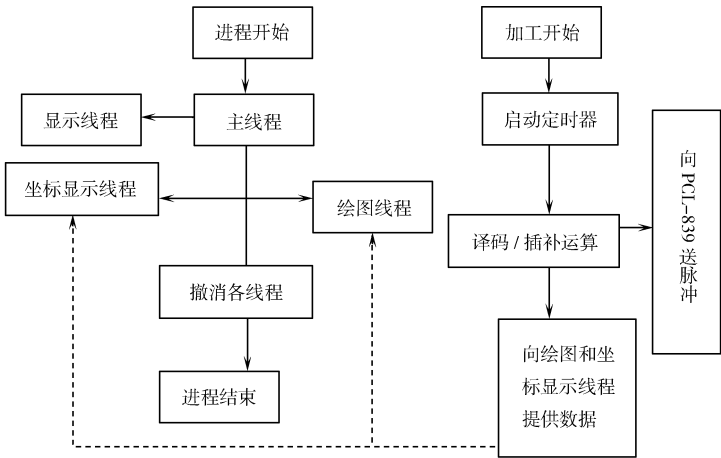 进程开始
主线程
显示线程
坐标显示线程
绘图线程
撤消各线程
进程结束
加工开始
启动定时器
译码 / 插补运算
向绘图和坐
标显示线程
提供数据
向 PCL-839 送脉冲